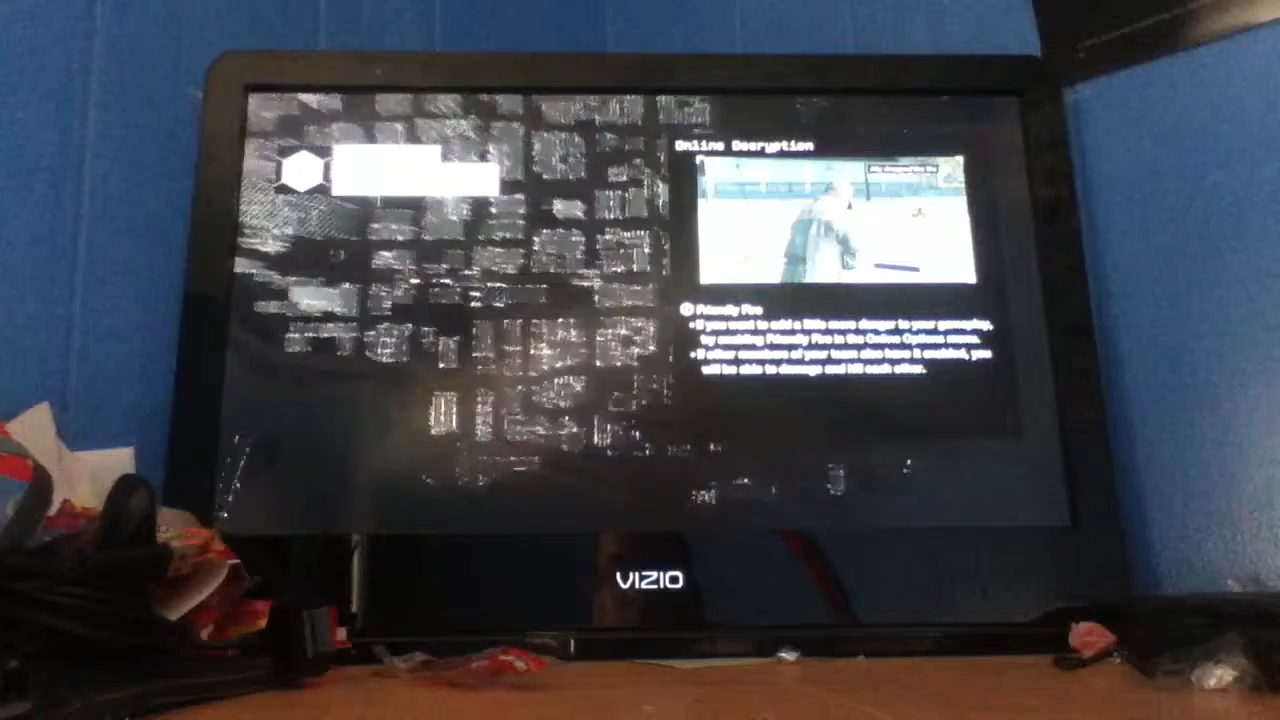 Online Decryption
Friendly Fire
• If you want to add a little more danger to your gameplay,
by enabling Friendly Fire in the Online Options menu.
• If other members of your team also have it enabled, you
will be able to damage and kill each other.
VIZIO